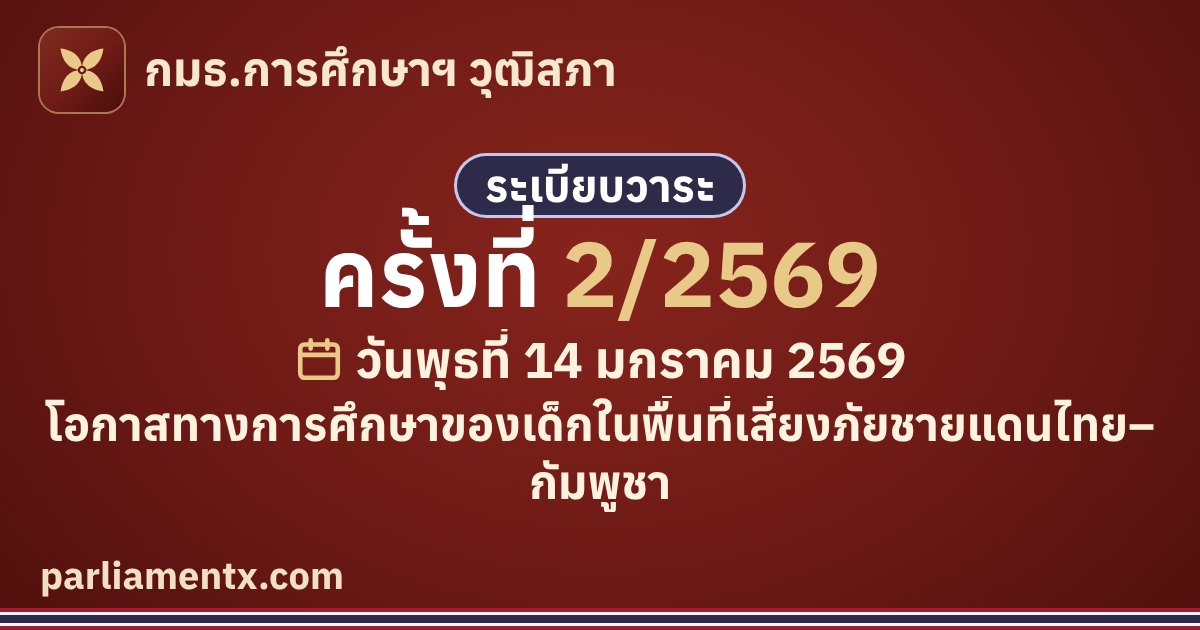 กมธ.การศึกษาฯ วุฒิสภา
ระเบียบวาระ
ครั้งที่ 2/2569
วันพุธที่ 14 มกราคม 2569
โอกาสทางการศึกษาของเด็กในพื้นที่เสี่ยงภัยชายแดนไทย–
กัมพูชา
parliamentx.com